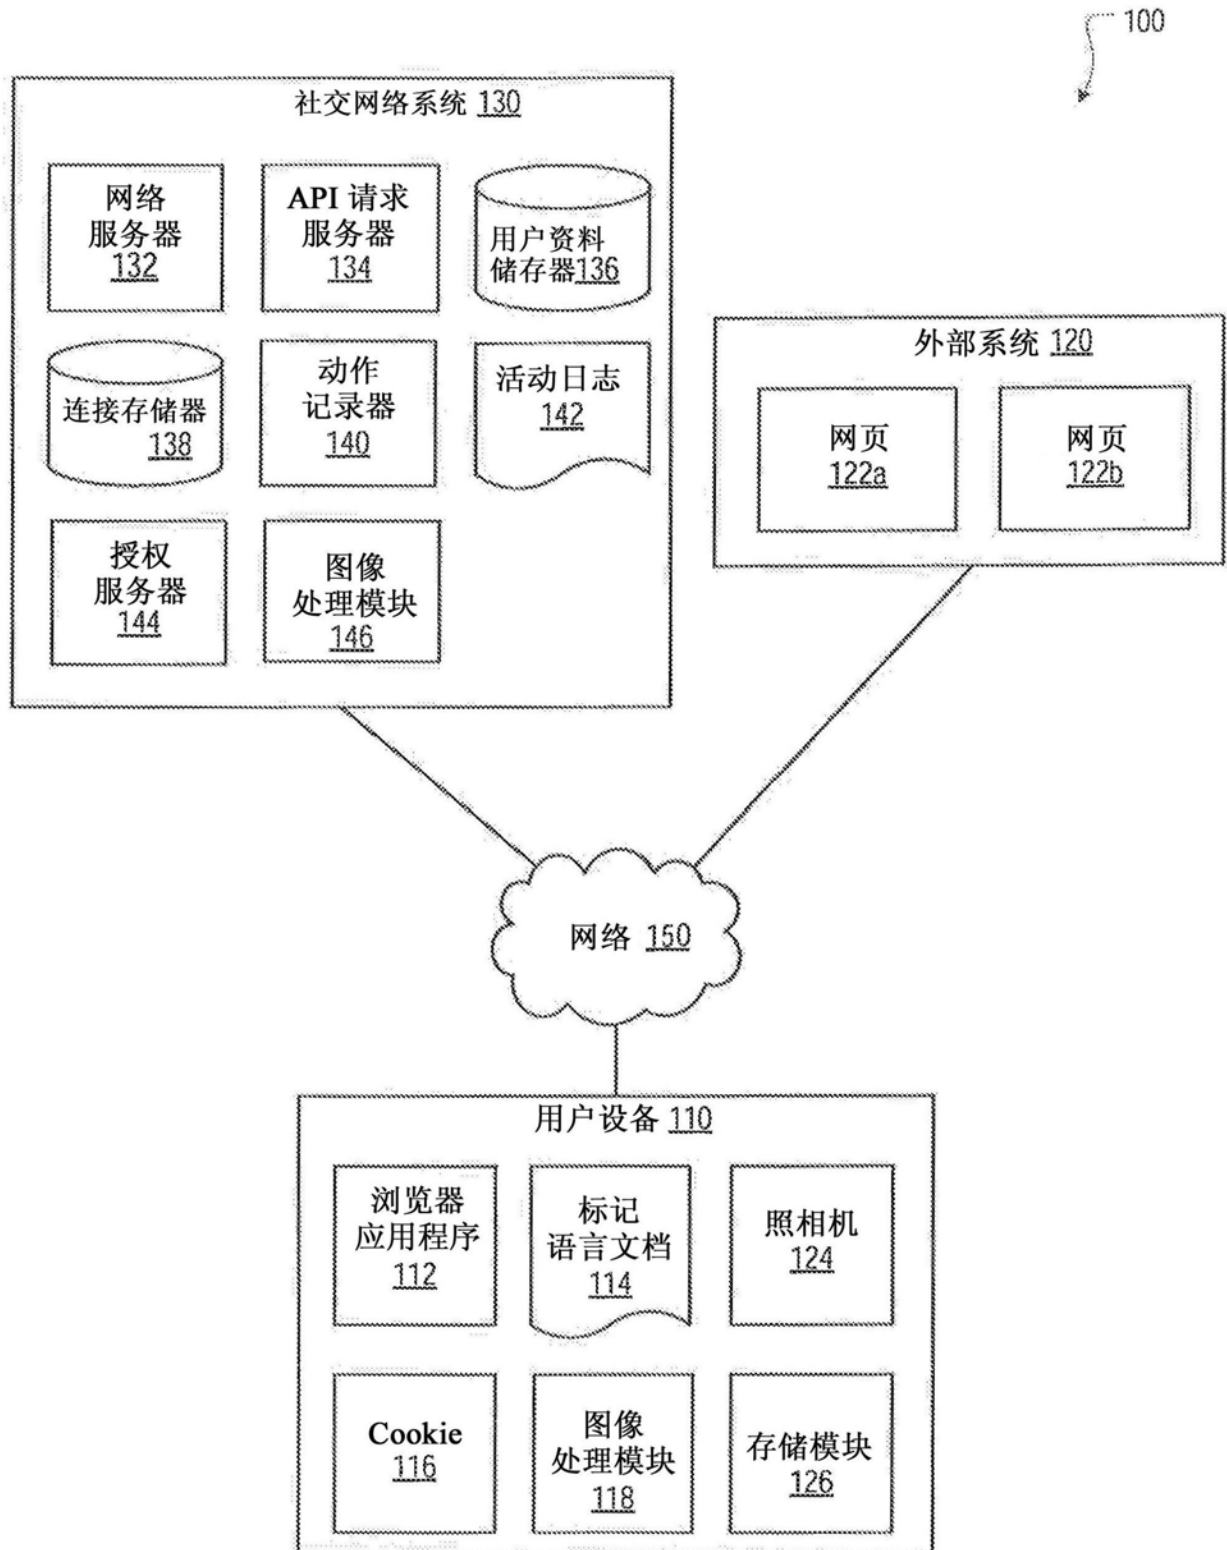 100
社交网络系统 130
网络
服务器
132
API 请求
服务器
134
用户资料
储存器136
连接存储器
138
动作
记录器
140
活动日志
142
授权
服务器
144
图像
处理模块
146
外部系统 120
网页
122a
网页
122b
网络 150
用户设备 110
浏览器
应用程序
112
标记
语言文档
114
照相机
124
Cookie
116
图像
处理模块
118
存储模块
126